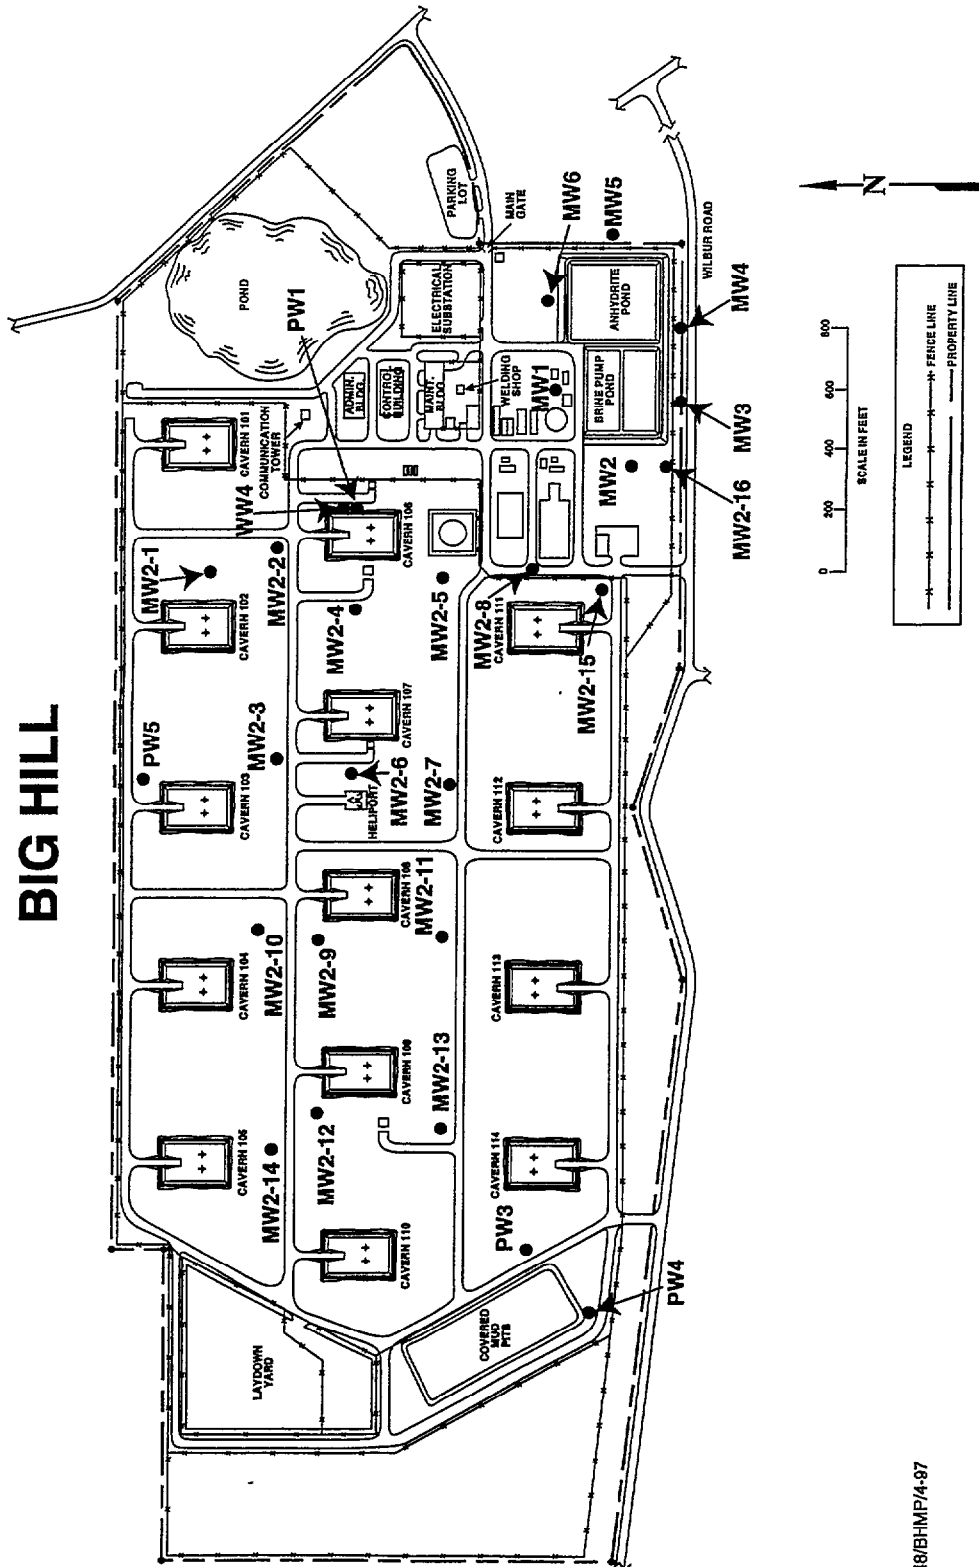 BIG HILL
POND
PARKING
LOT
MAIN
GATE
ELECTRICAL
SUBSTATION
ADMIN.
BLDG.
CONTROL
BUILDING
MAINT.
BLDG.
WELDING
SHOP
COMMUNICATION
TOWER
PW1
WW4
MW6
MW5
MW1
ANHYDRITE
POND
BRINE PUMP
POND
WILBUR ROAD
MW4
MW3
MW2
MW2-16
CAVERN 101
MW2-1
CAVERN 102
MW2-2
PW5
MW2-3
CAVERN 103
CAVERN 104
MW2-10
CAVERN 105
MW2-14
CAVERN 106
MW2-4
MW2-5
CAVERN 107
HELIPORT
MW2-6
MW2-7
CAVERN 108
MW2-9
MW2-11
CAVERN 109
MW2-12
MW2-13
CAVERN 110
MW2-8
CAVERN 111
MW2-15
CAVERN 112
CAVERN 113
CAVERN 114
PW3
PW4
COVERED
MUD
PITS
LAYDOWN
YARD
N
0 200 400 600 800
SCALE IN FEET
LEGEND
FENCE LINE
PROPERTY LINE
/BHMP/4-97